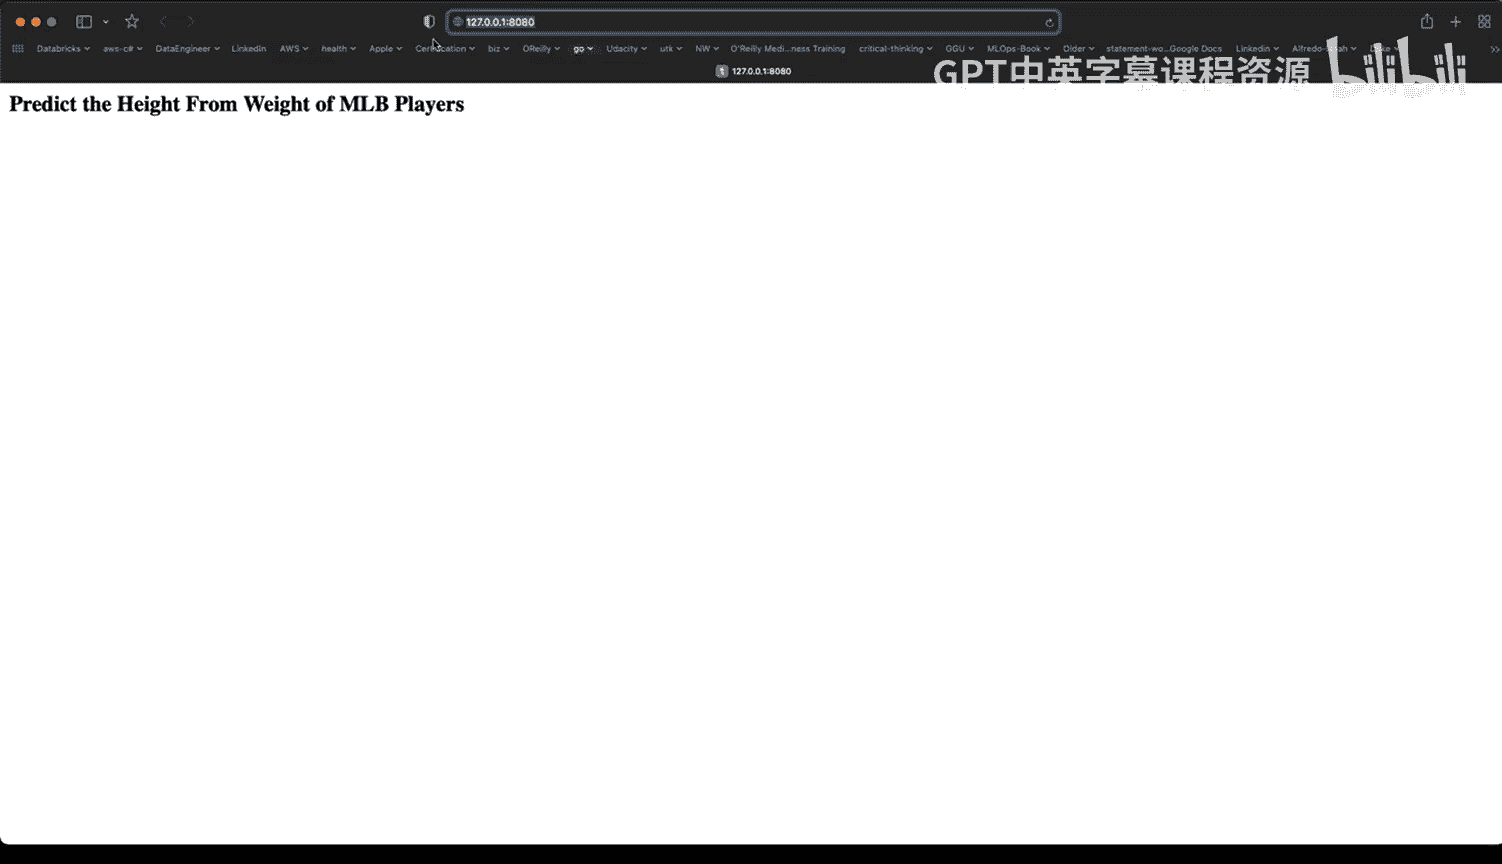 127.0.0.1:8080
Databricks aws-c# DataEngineer Linkedin AWS health Apple biz OReilly go Udacity utk NW O'Reilly Medi...ness Training critical-thinking GGU MLOps-Book Older statement-wo...Google Docs Linkedin
127.0.0.1:8080
GPT中英字幕课程资源 bilibili
Predict the Height From Weight of MLB Players